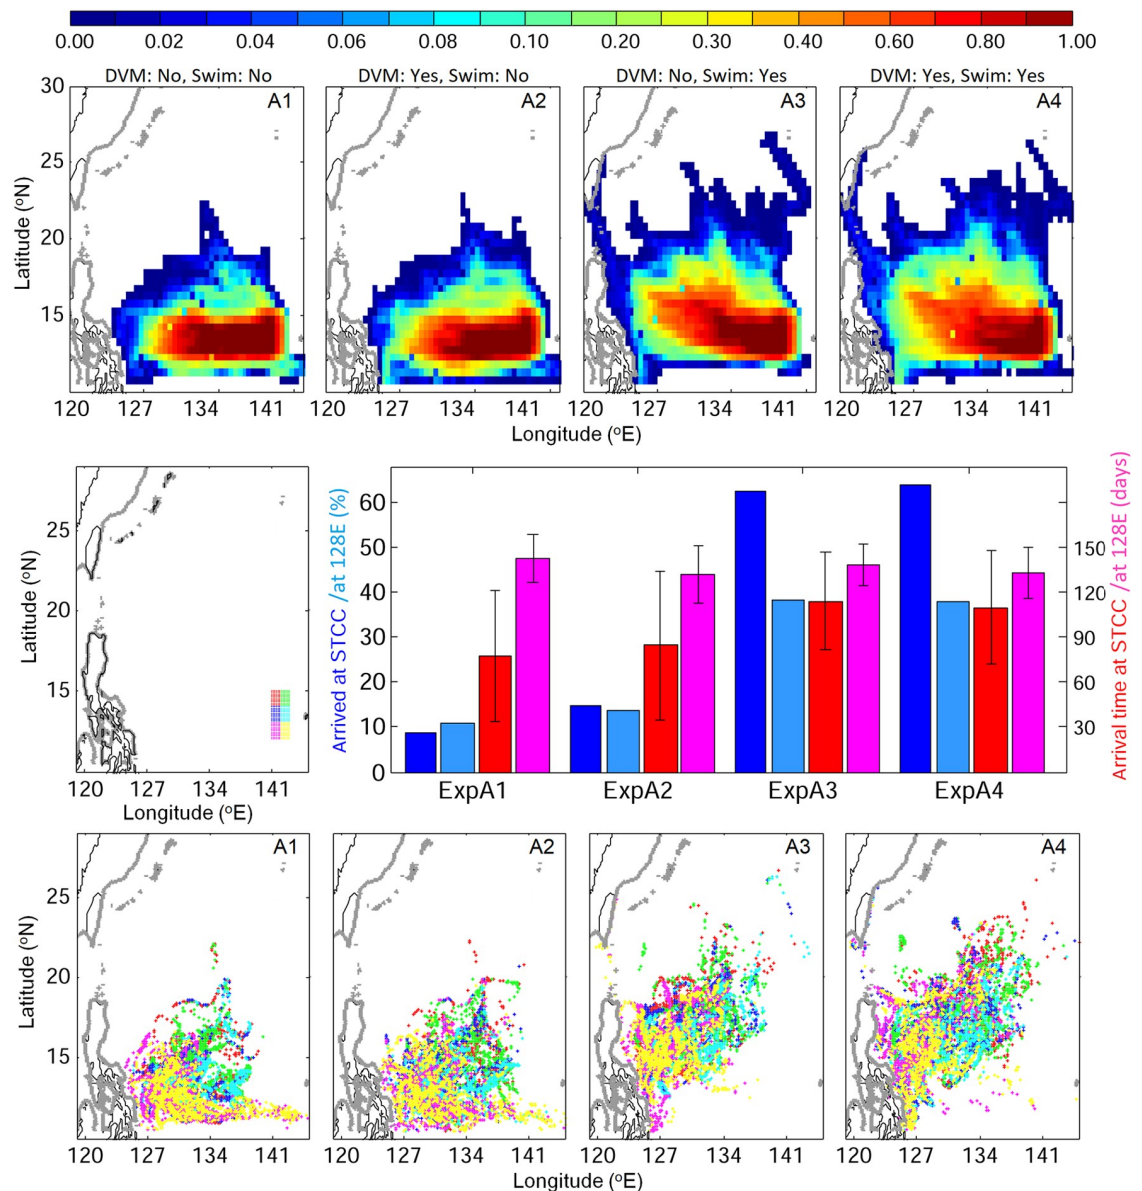 0.00 0.02 0.04 0.06 0.08 0.10 0.20 0.30 0.40 0.60 0.80 1.00
DVM: No, Swim: No DVM: Yes, Swim: No DVM: No, Swim: Yes DVM: Yes, Swim: Yes
A1 A2 A3 A4
30
25
20
15
Latitude (ºN)
120 127 134 141 120 127 134 141 120 127 134 141 120 127 134 141
Longitude (ºE)
25
20
15
Latitude (ºN)
120 127 134 141
Longitude (ºE)
Arrived at STCC /at 128E (%)
60
50
40
30
20
10
0
150
120
90
60
30
Arrival time at STCC /at 128E (days)
ExpA1 ExpA2 ExpA3 ExpA4
A1 A2 A3 A4
25
20
15
Latitude (ºN)
120 127 134 141 120 127 134 141 120 127 134 141 120 127 134 141
Longitude (ºE)